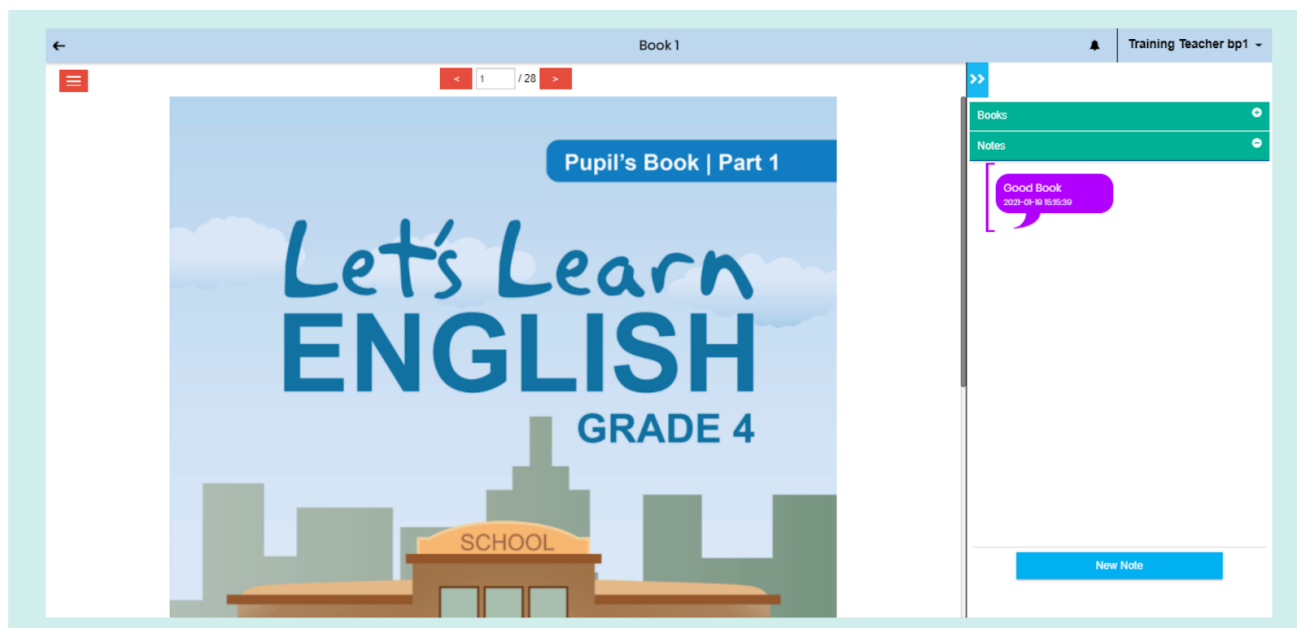 Book 1
Training Teacher bp1
< 1 / 28 >
Books
Notes
Good Book
2021-01-19 15:15:39
New Note
Pupil's Book | Part 1
Let's Learn
ENGLISH
GRADE 4
SCHOOL